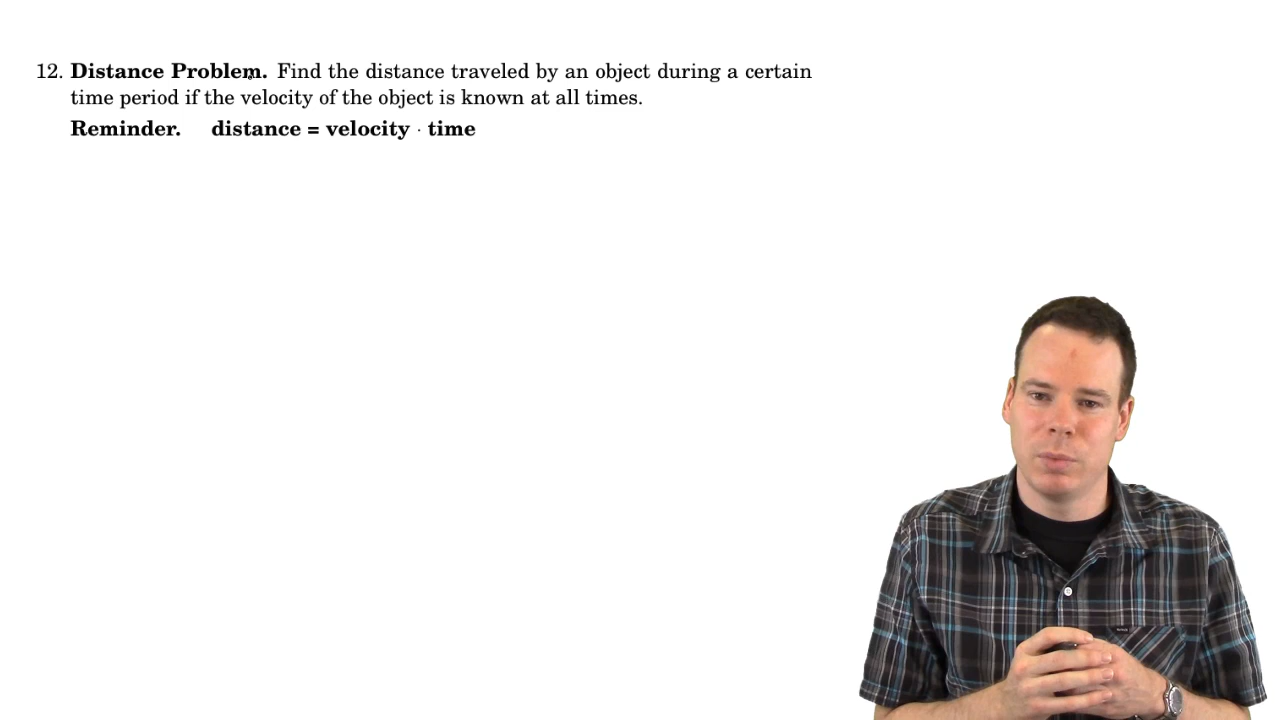 12. Distance Problem. Find the distance traveled by an object during a certain
time period if the velocity of the object is known at all times.
Reminder. distance = velocity · time